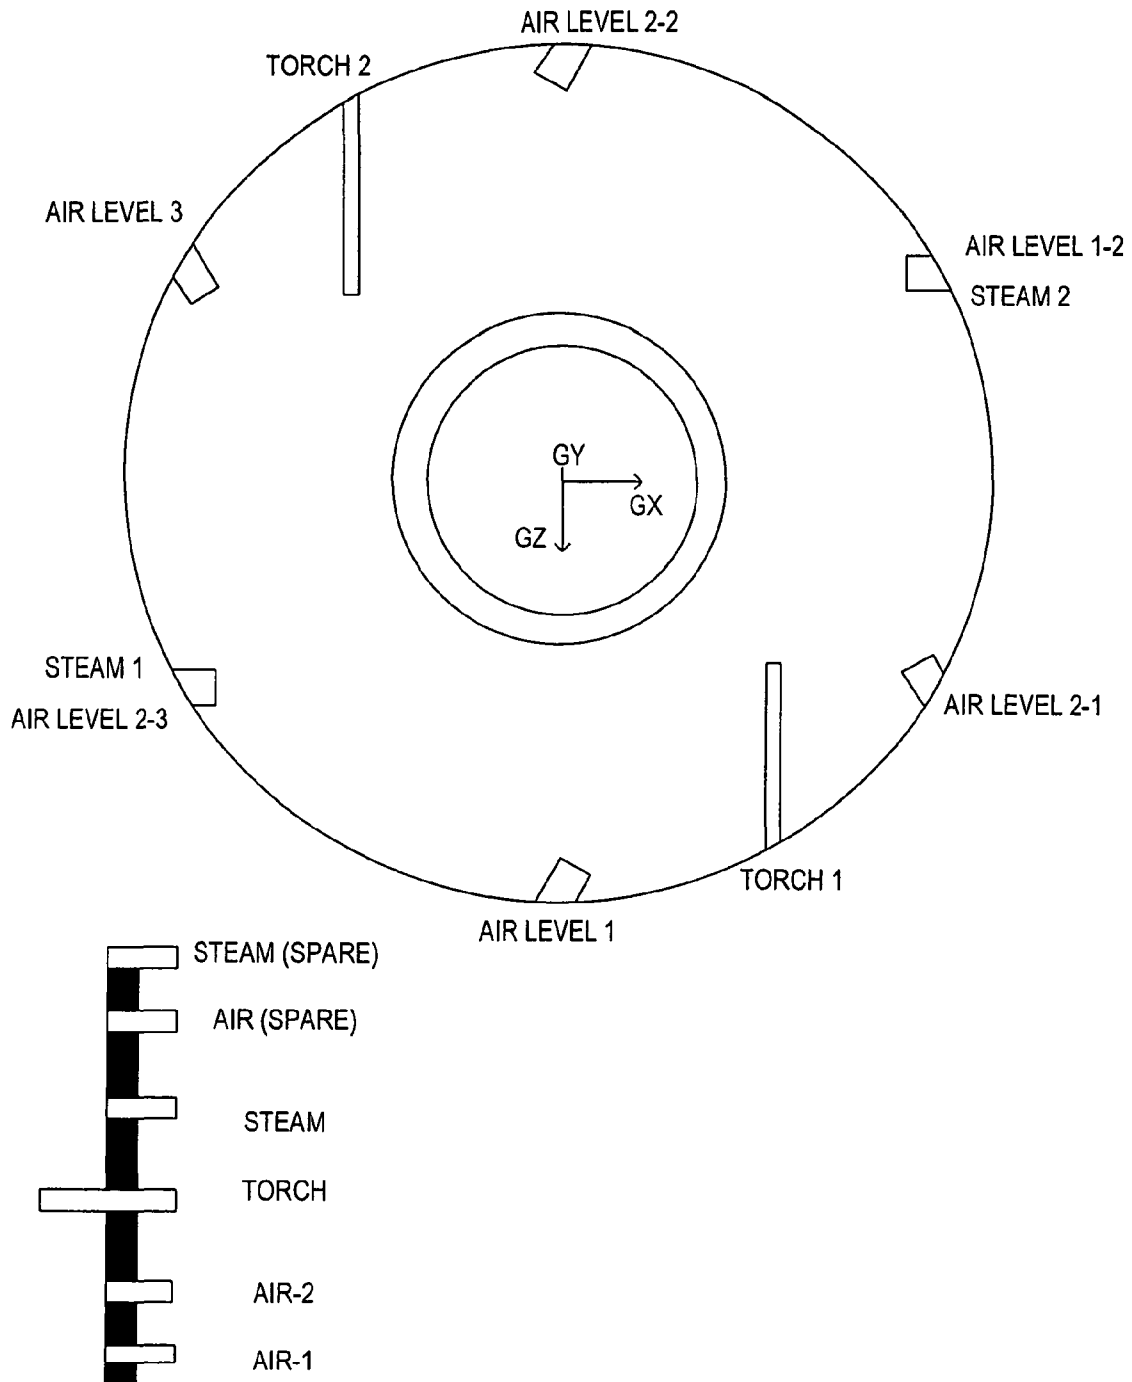 AIR LEVEL 2-2
TORCH 2
AIR LEVEL 3
AIR LEVEL 1-2
STEAM 2
GY
GX
GZ
STEAM 1
AIR LEVEL 2-3
AIR LEVEL 2-1
TORCH 1
AIR LEVEL 1
STEAM (SPARE)
AIR (SPARE)
STEAM
TORCH
AIR-2
AIR-1